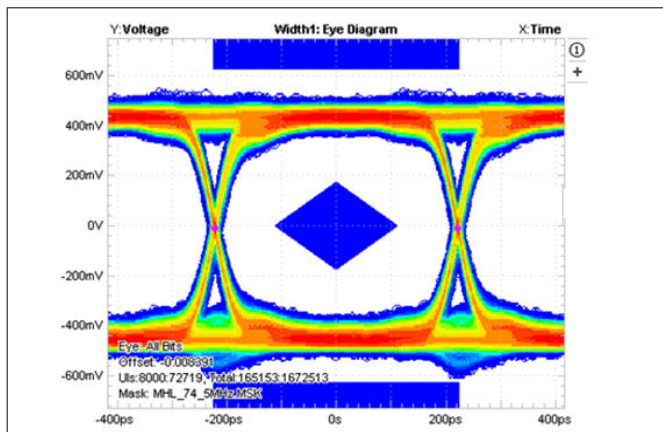 Y:Voltage Width1: Eye Diagram X:Time
600mV
400mV
200mV
0V
-200mV
-400mV
-600mV
Eye: All Bits
Offset: -0.008391
UIs:8000:72719, Total:165153:1672513
Mask: MHL_74_5MHz.MSK
-400ps -200ps 0s 200ps 400ps